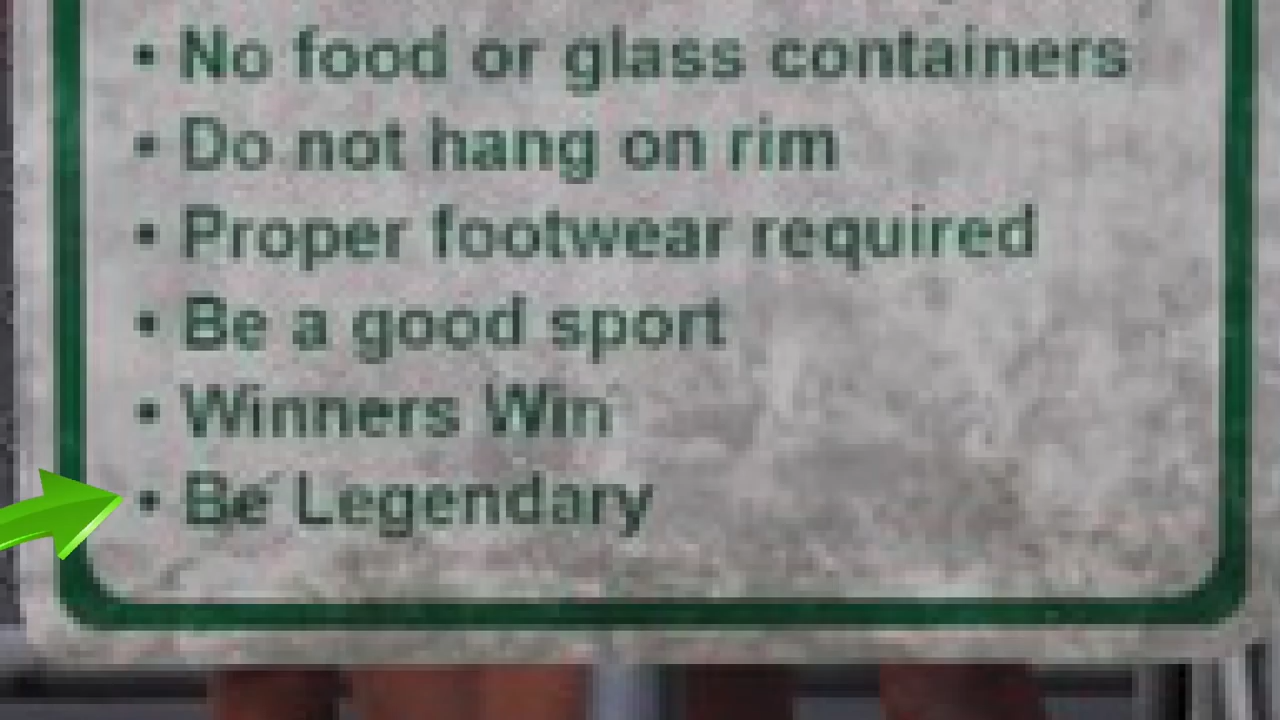 • No food or glass containers
• Do not hang on rim
• Proper footwear required
• Be a good sport
• Winners Win
• Be Legendary